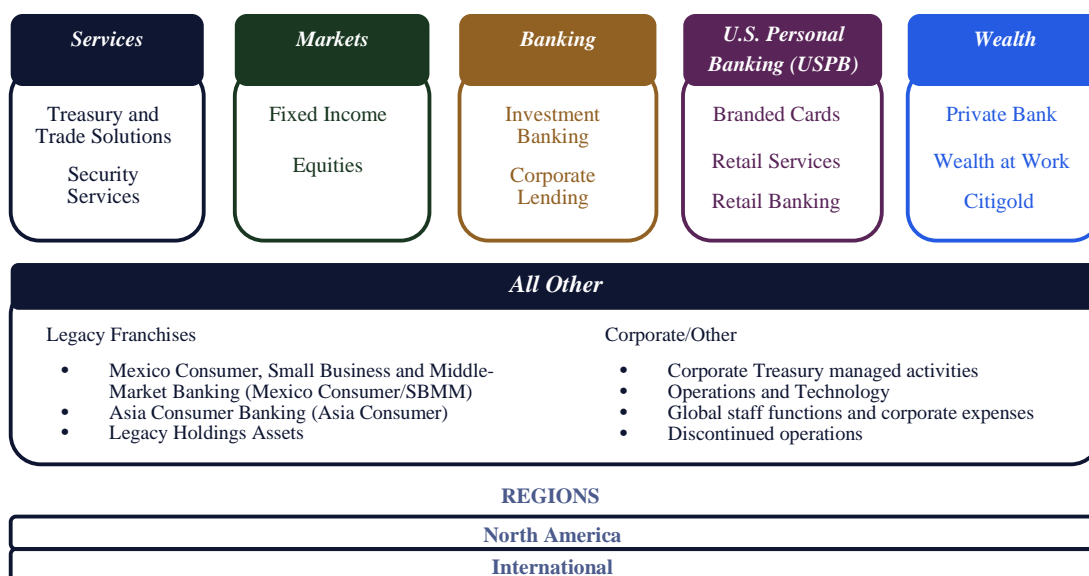 Services
Treasury and
Trade Solutions
Security
Services
Markets
Fixed Income
Equities
Banking
Investment
Banking
Corporate
Lending
U.S. Personal
Banking (USPB)
Branded Cards
Retail Services
Retail Banking
Wealth
Private Bank
Wealth at Work
Citigold
All Other
Legacy Franchises
• Mexico Consumer, Small Business and Middle-
Market Banking (Mexico Consumer/SBMM)
• Asia Consumer Banking (Asia Consumer)
• Legacy Holdings Assets
Corporate/Other
• Corporate Treasury managed activities
• Operations and Technology
• Global staff functions and corporate expenses
• Discontinued operations
REGIONS
North America
International